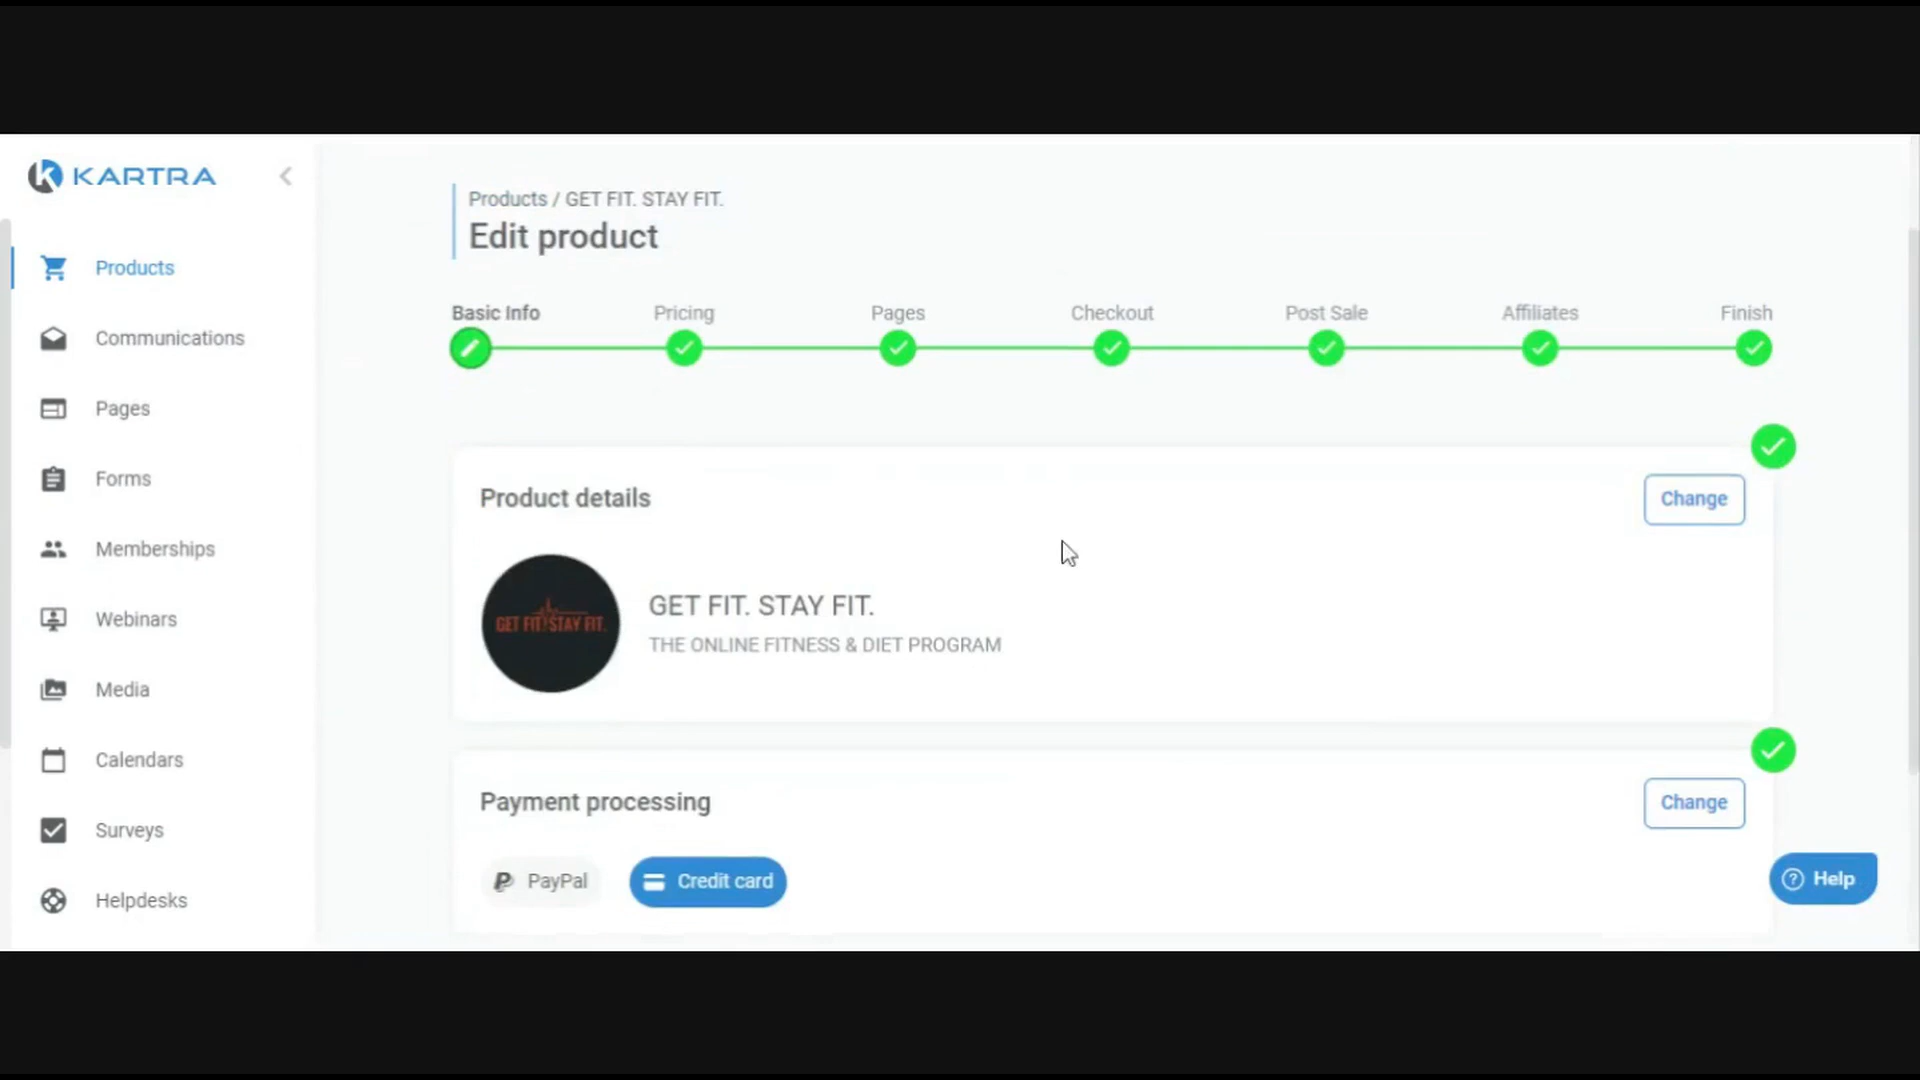 KARTRA
Products / GET FIT. STAY FIT.
Edit product
Products
Communications
Pages
Forms
Memberships
Webinars
Media
Calendars
Surveys
Helpdesks
Basic Info
Pricing
Pages
Checkout
Post Sale
Affiliates
Finish
Product details
Change
GET FIT. STAY FIT.
GET FIT. STAY FIT.
THE ONLINE FITNESS & DIET PROGRAM
Payment processing
Change
PayPal
Credit card
Help